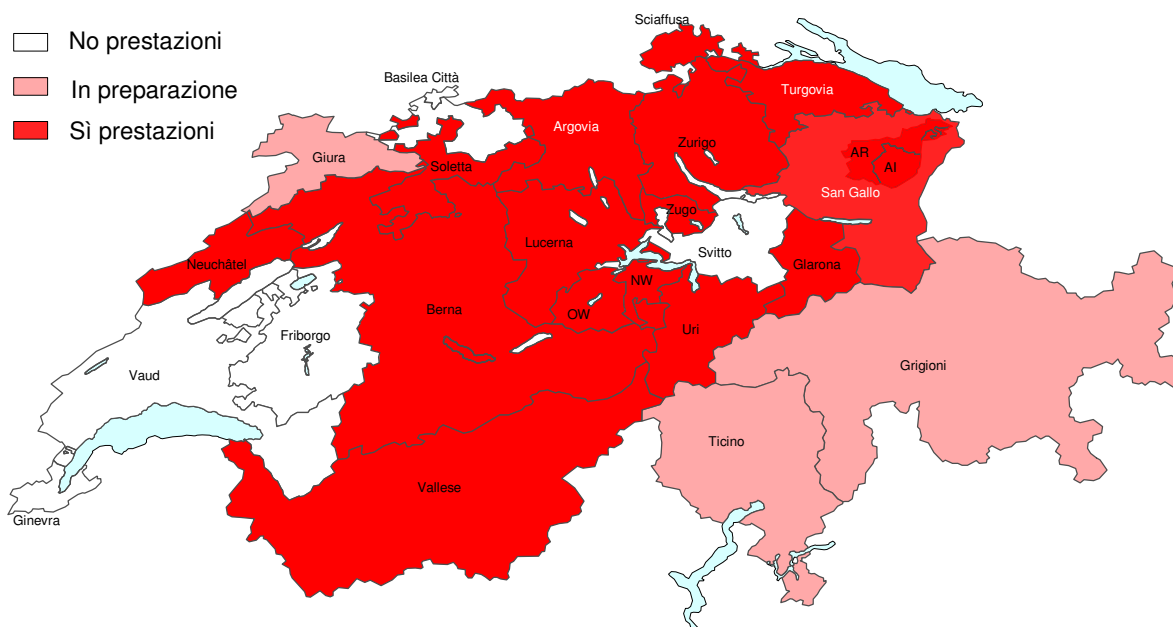 Sciaffusa
No prestazioni
In preparazione
Sì prestazioni
Basilea Città
Turgovia
Argovia
Zurigo
Giura
Soletta
AR
AI
San Gallo
Zugo
Lucerna
Svitto
Neuchâtel
Glarona
NW
Berna
OW
Uri
Friborgo
Vaud
Grigioni
Ticino
Vallese
Ginevra